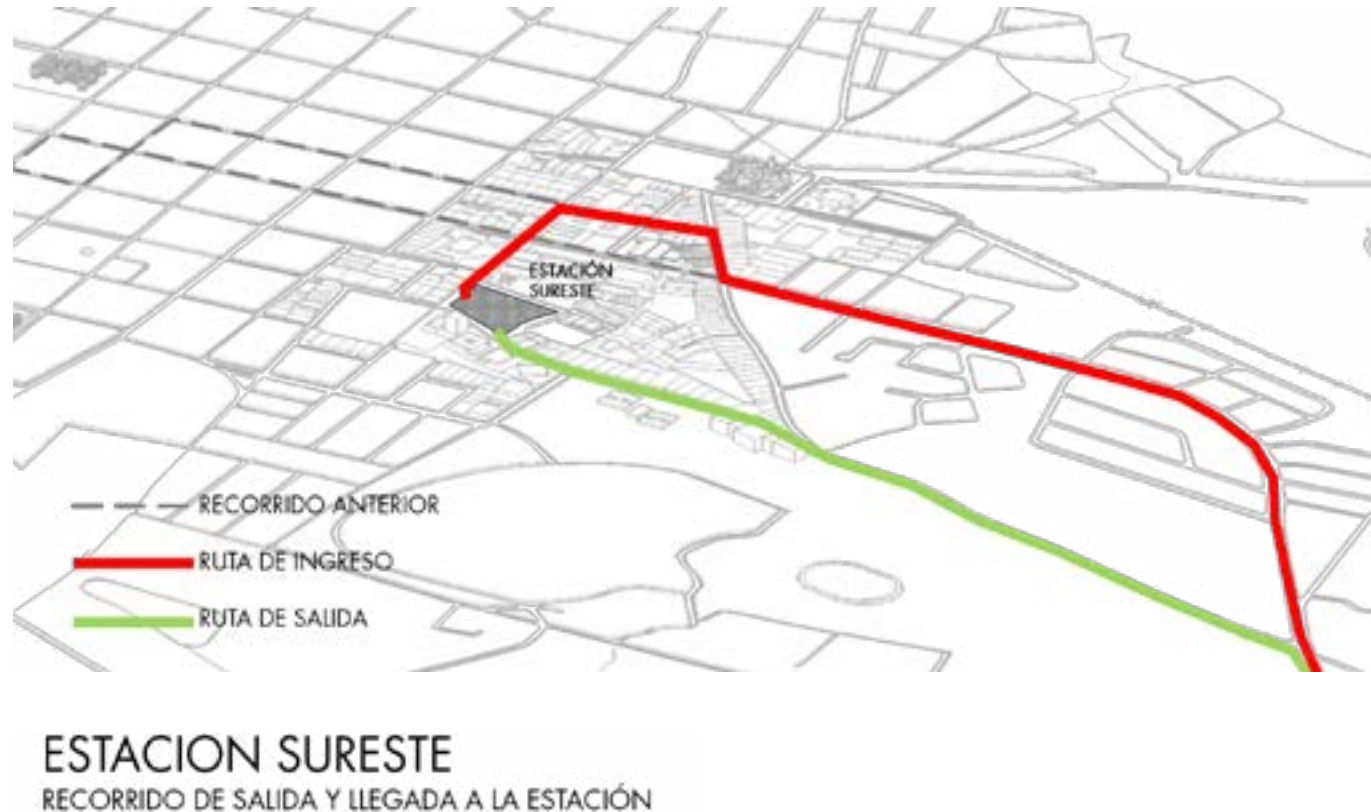 ESTACIÓN
SURESTE
RECORRIDO ANTERIOR
RUTA DE INGRESO
RUTA DE SALIDA
ESTACION SURESTE
RECORRIDO DE SALIDA Y LLEGADA A LA ESTACIÓN